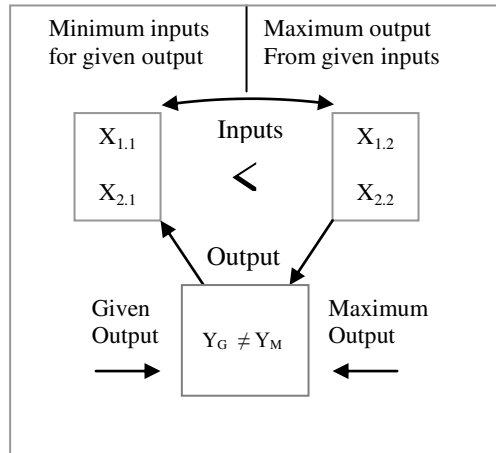 Minimum inputs
for given output
Maximum output
From given inputs
Inputs
X1.1
X2.1
<
X1.2
X2.2
Output
Given
Output
YG ≠ YM
Maximum
Output